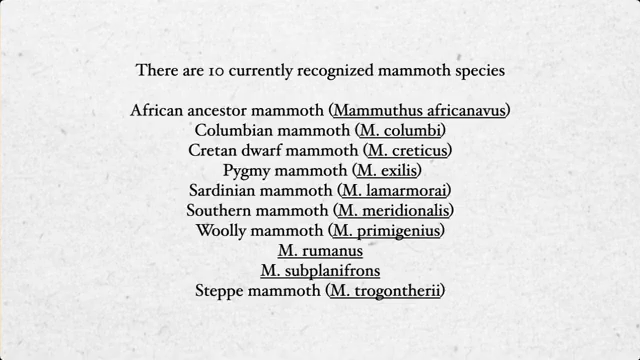 There are 10 currently recognized mammoth species
African ancestor mammoth (Mammuthus africanavus)
Columbian mammoth (M. columbi)
Cretan dwarf mammoth (M. creticus)
Pygmy mammoth (M. exilis)
Sardinian mammoth (M. lamarmorai)
Southern mammoth (M. meridionalis)
Woolly mammoth (M. primigenius)
M. rumanus
M. subplanifrons
Steppe mammoth (M. trogontherii)